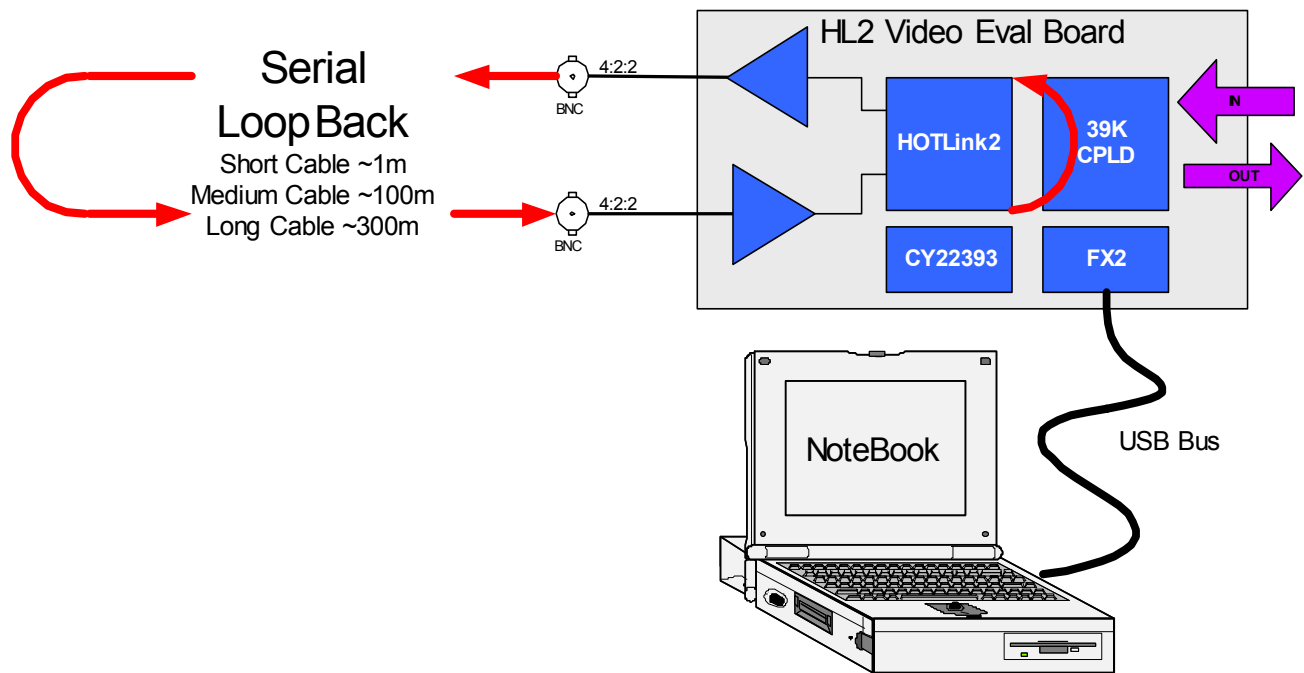 HL2 Video Eval Board
Serial
LoopBack
Short Cable ~1m
Medium Cable ~100m
Long Cable ~300m
4:2:2
BNC
4:2:2
BNC
HOTLink2
39K
CPLD
IN
OUT
CY22393
FX2
USB Bus
NoteBook